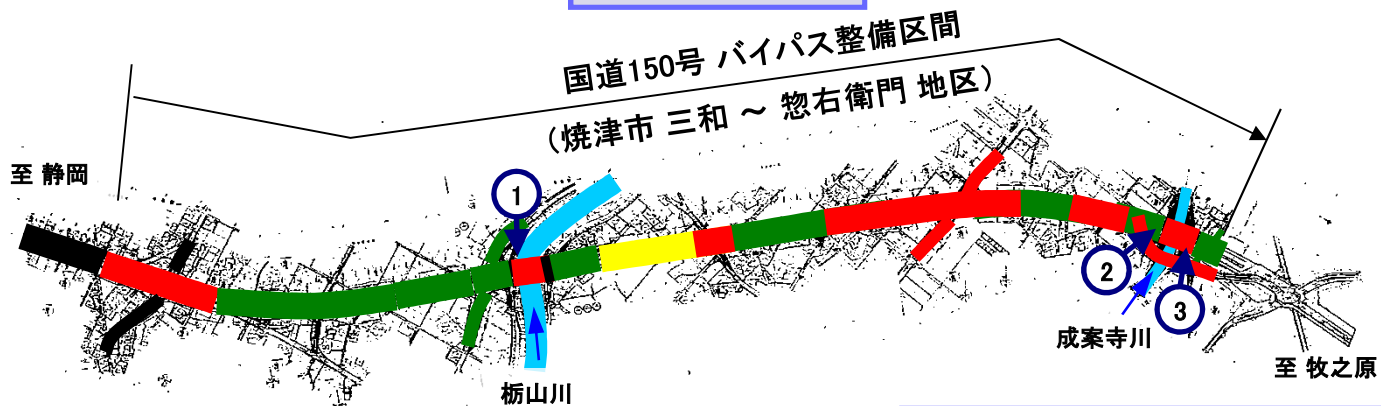 国道150号 バイパス整備区間
(焼津市 三和 ~ 惣右衛門 地区)
至 静岡
1
2
3
成案寺川
至 牧之原
栃山川